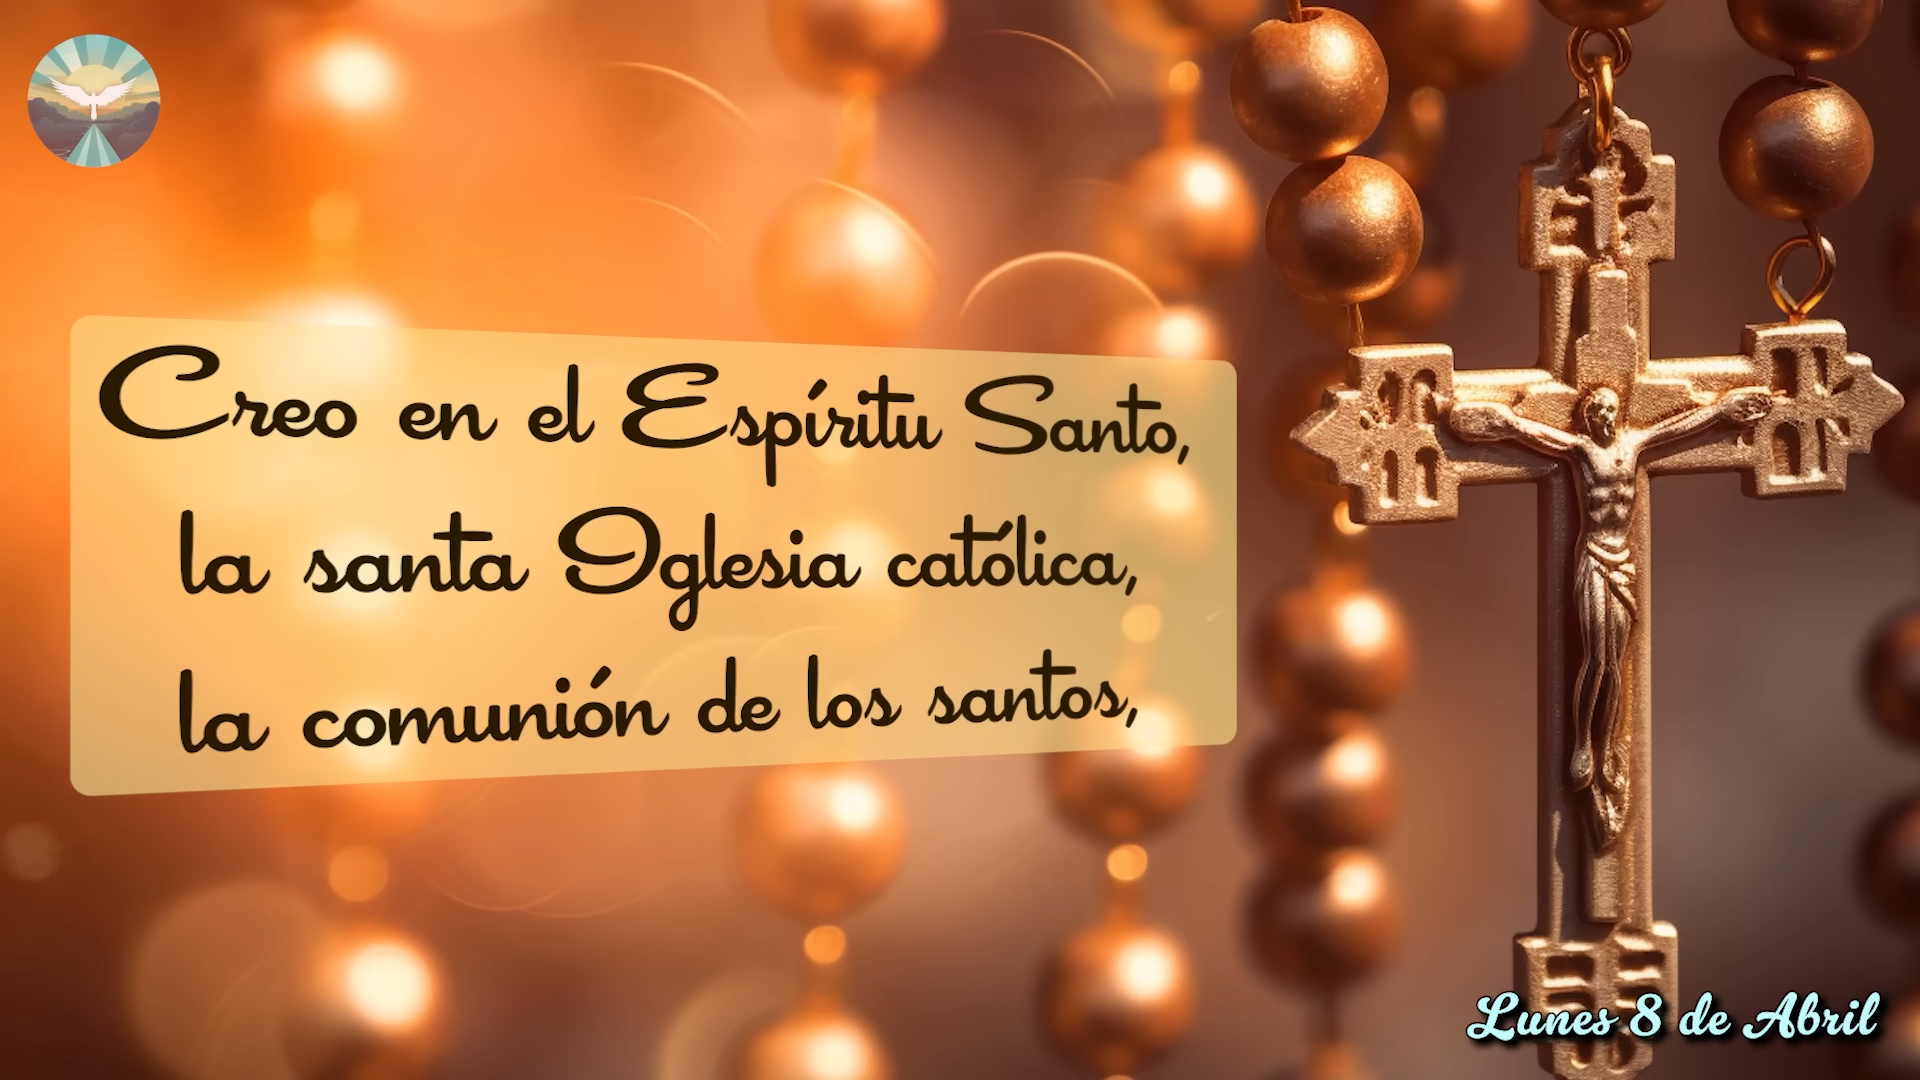 Creo en el Espíritu Santo,
la santa Iglesia católica,
la comunión de los santos,
Lunes 8 de Abril